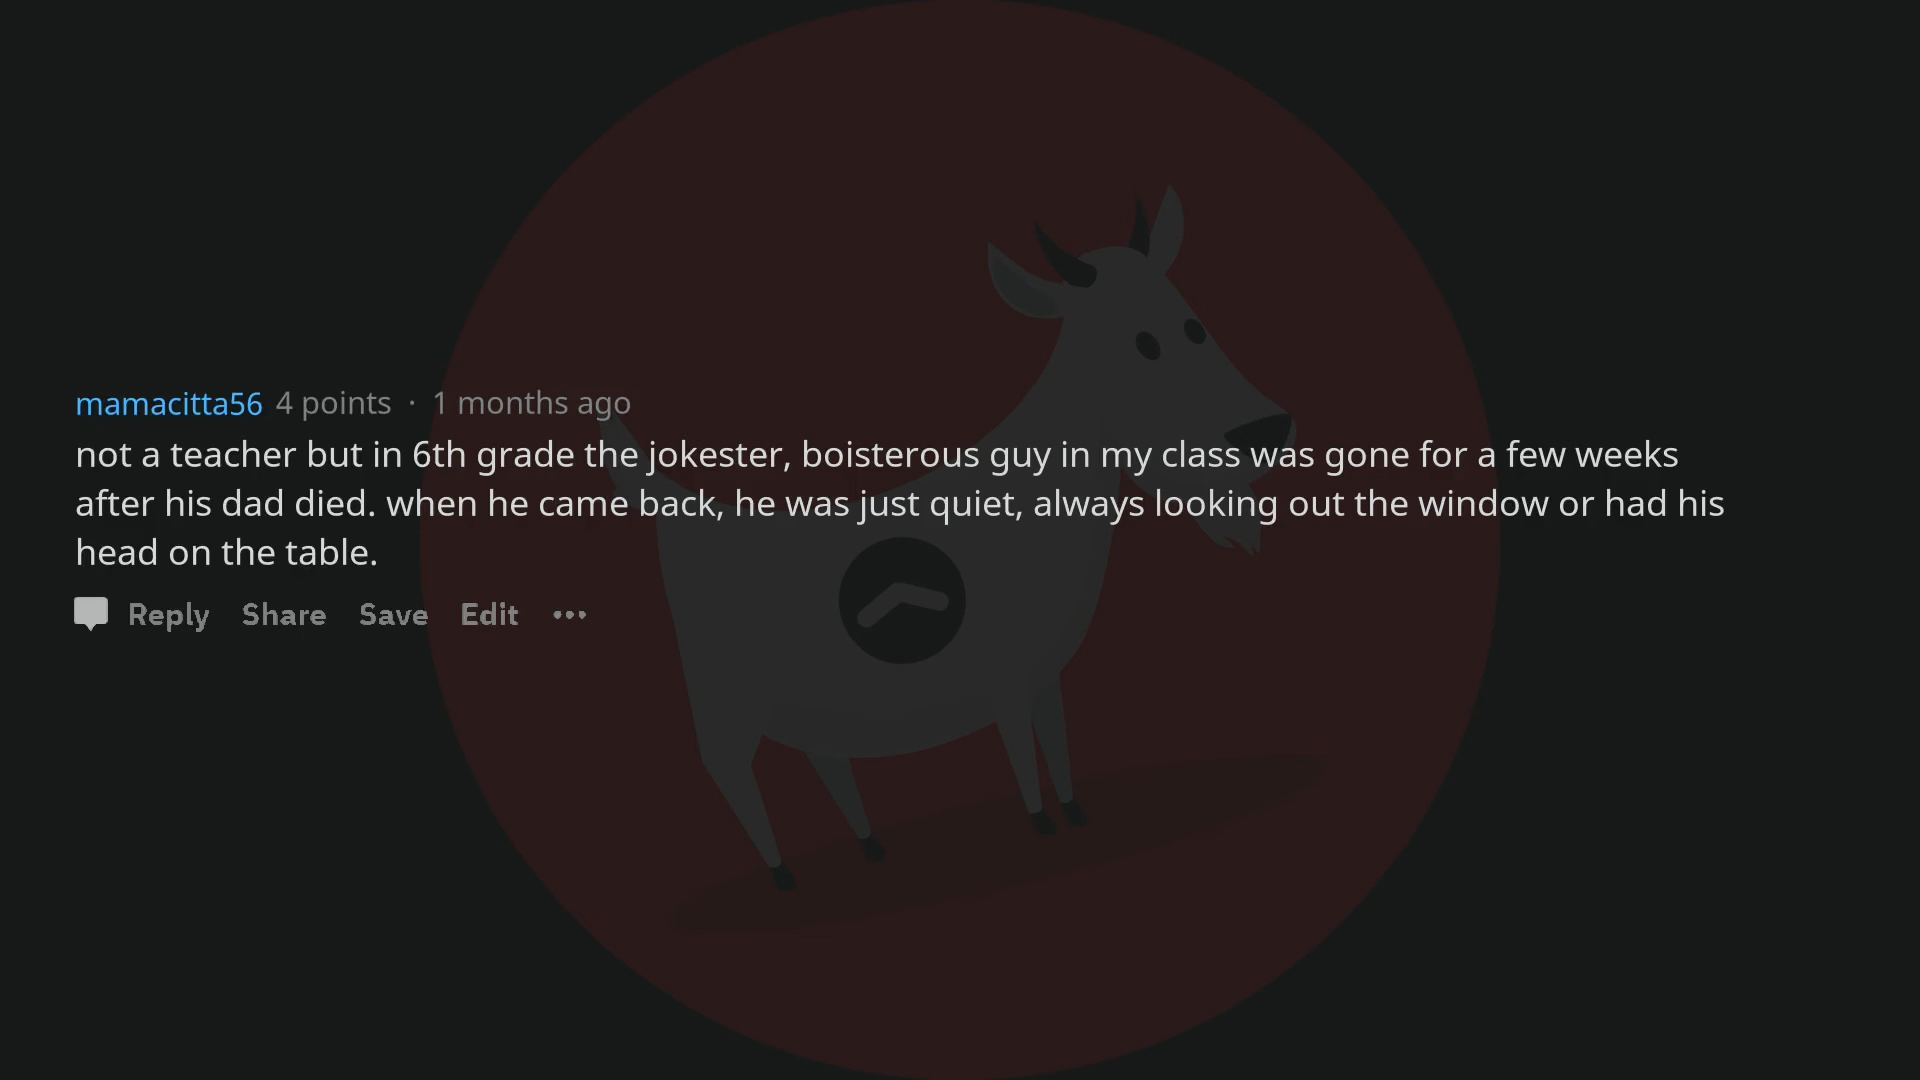 mamacitta56 4 points · 1 months ago
not a teacher but in 6th grade the jokester, boisterous guy in my class was gone for a few weeks
after his dad died. when he came back, he was just quiet, always looking out the window or had his
head on the table.
Reply Share Save Edit •••